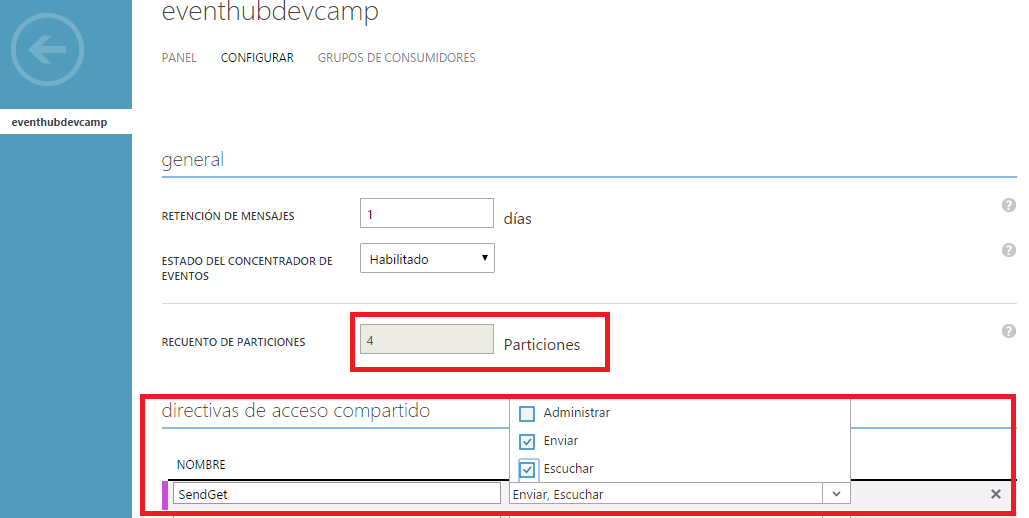 eventhubdevcamp
PANEL CONFIGURAR GRUPOS DE CONSUMIDORES
eventhubdevcamp
general
RETENCIÓN DE MENSAJES 1 días ?
ESTADO DEL CONCENTRADOR DE
EVENTOS Habilitado ?
RECUENTO DE PARTICIONES 4 Particiones ?
directivas de acceso compartido
Administrar
Enviar
Escuchar
NOMBRE
SendGet Enviar, Escuchar